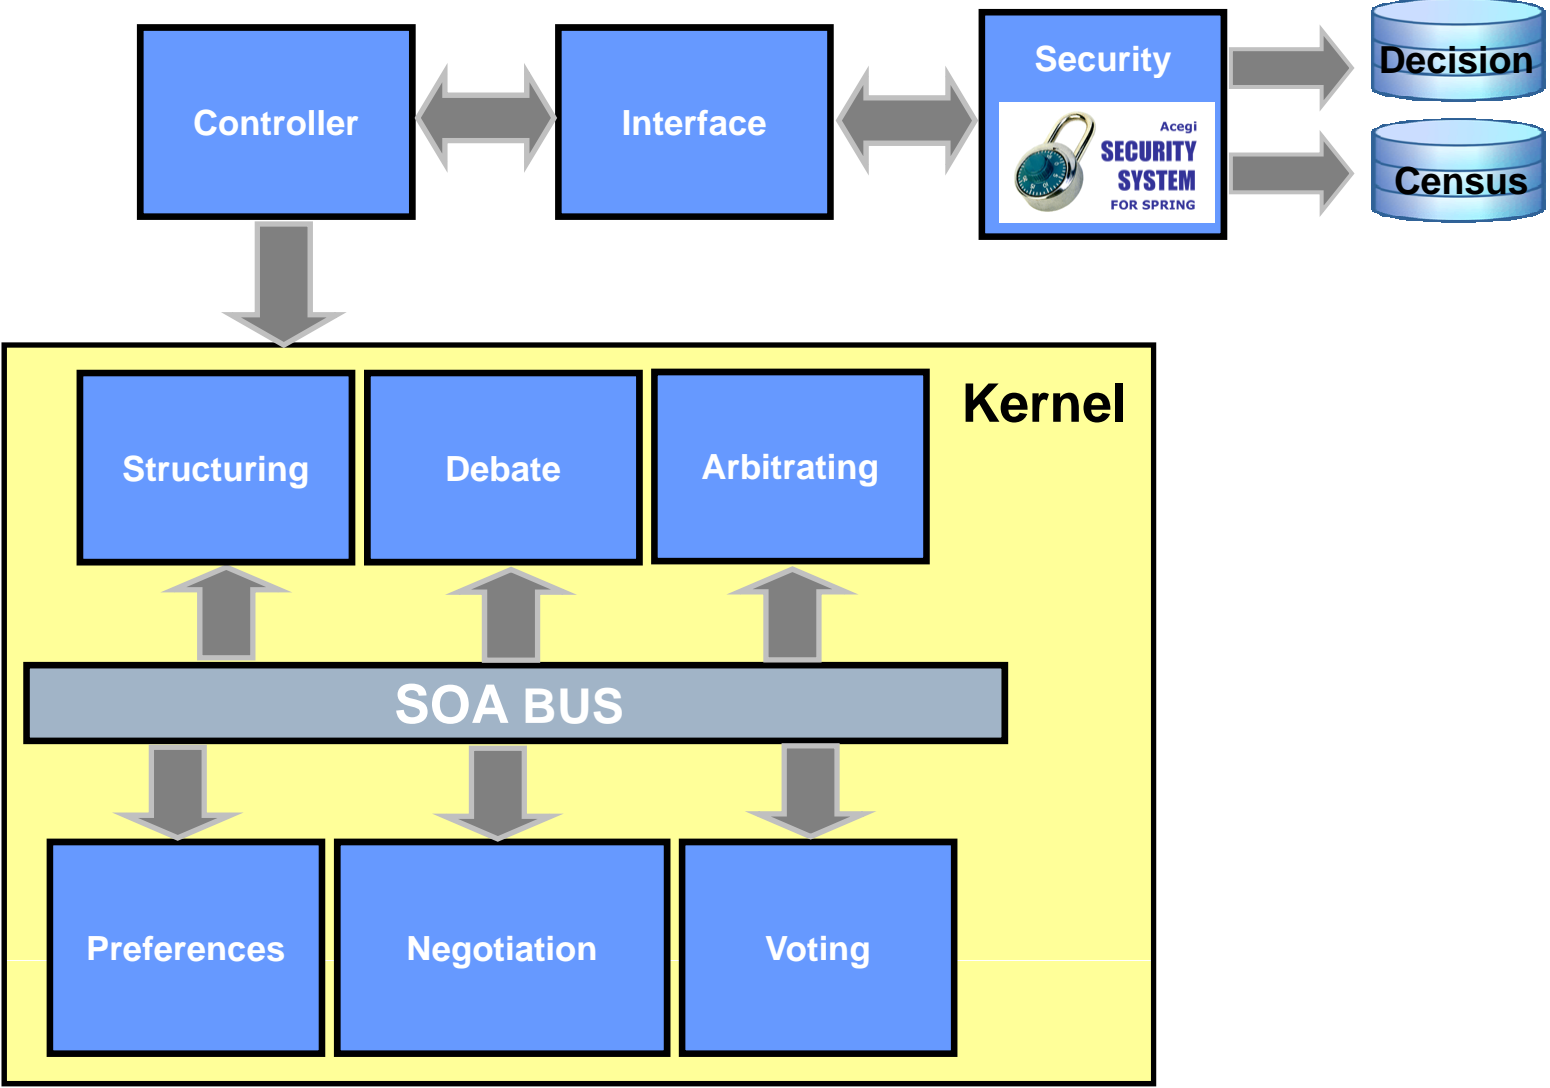 Controller
Interface
Security
Acegi
SECURITY
SYSTEM
FOR SPRING
Decision
Census
Kernel
Structuring
Debate
Arbitrating
SOA BUS
Preferences
Negotiation
Voting